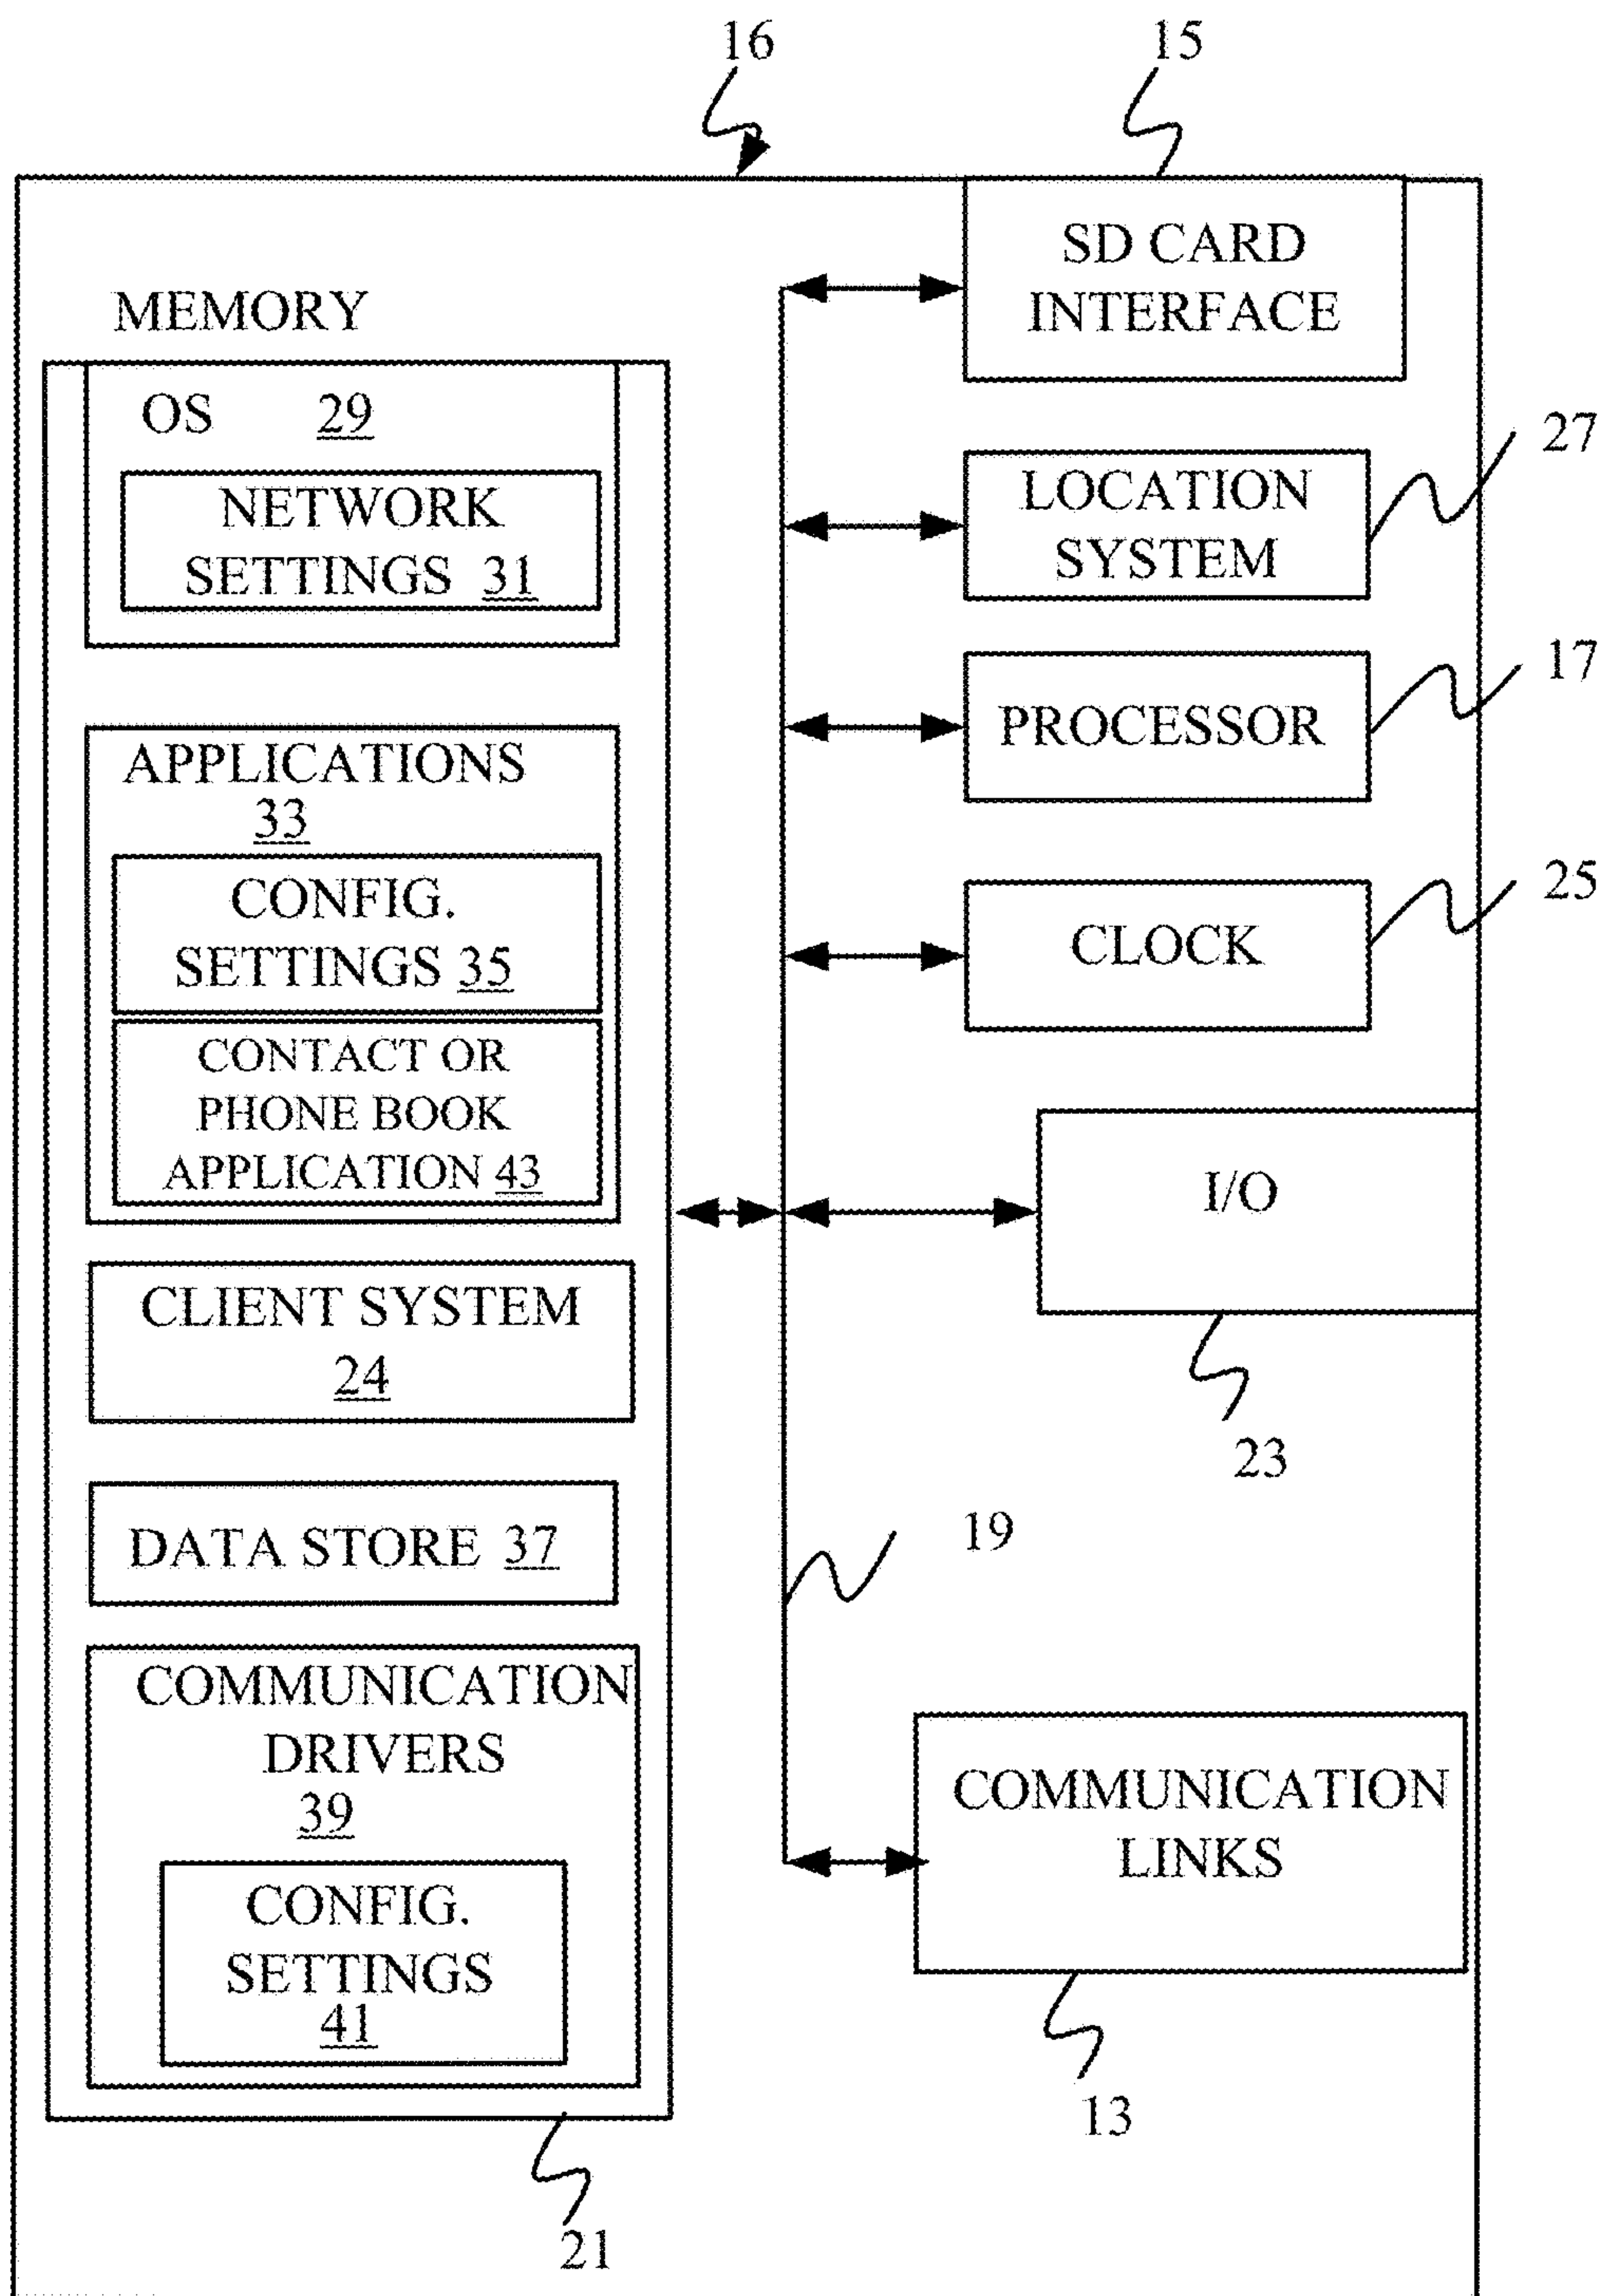 16
15
SD CARD
INTERFACE
MEMORY
OS 29
NETWORK
SETTINGS 31
27
LOCATION
SYSTEM
17
PROCESSOR
APPLICATIONS
33
CONFIG.
SETTINGS 35
25
CLOCK
CONTACT OR
PHONE BOOK
APPLICATION 43
I/O
23
CLIENT SYSTEM
24
19
DATA STORE 37
COMMUNICATION
DRIVERS
39
CONFIG.
SETTINGS
41
COMMUNICATION
LINKS
13
21